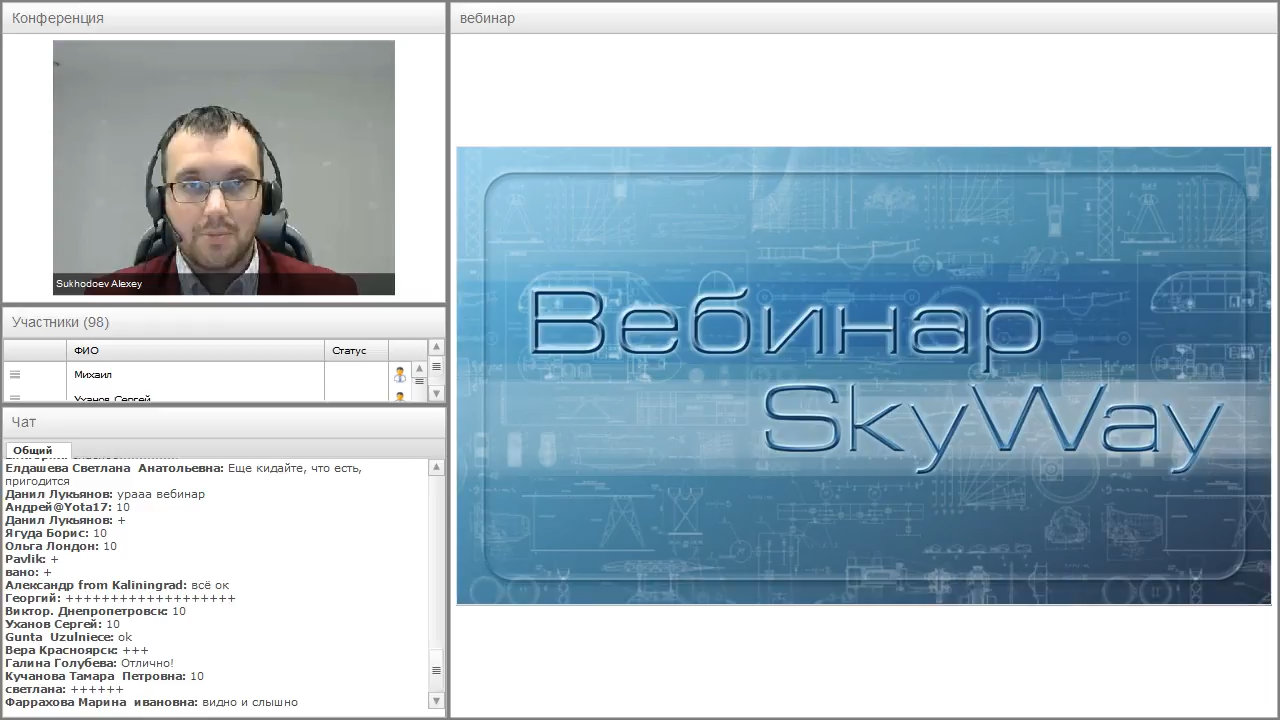 Конференция
Sukhodoev Alexey
Участники (98)
ФИО
Статус
Михаил
Уханов Сергей
Чат
Общий
Елдашева Светлана Анатольевна: Еще кидайте, что есть,
пригодится
Данил Лукьянов: урааа вебинар
Андрей@Yota17: 10
Данил Лукьянов: +
Ягуда Борис: 10
Ольга Лондон: 10
Pavlik: +
вано: +
Александр from Kaliningrad: всё ок
Георгий: +++++++++++++++++++
Виктор. Днепропетровск: 10
Уханов Сергей: 10
Gunta Uzulniece: ok
Вера Красноярск: +++
Галина Голубева: Отлично!
Кучанова Тамара Петровна: 10
светлана: ++++++
Фаррахова Марина ивановна: видно и слышно
вебинар
Вебинар
SkyWay